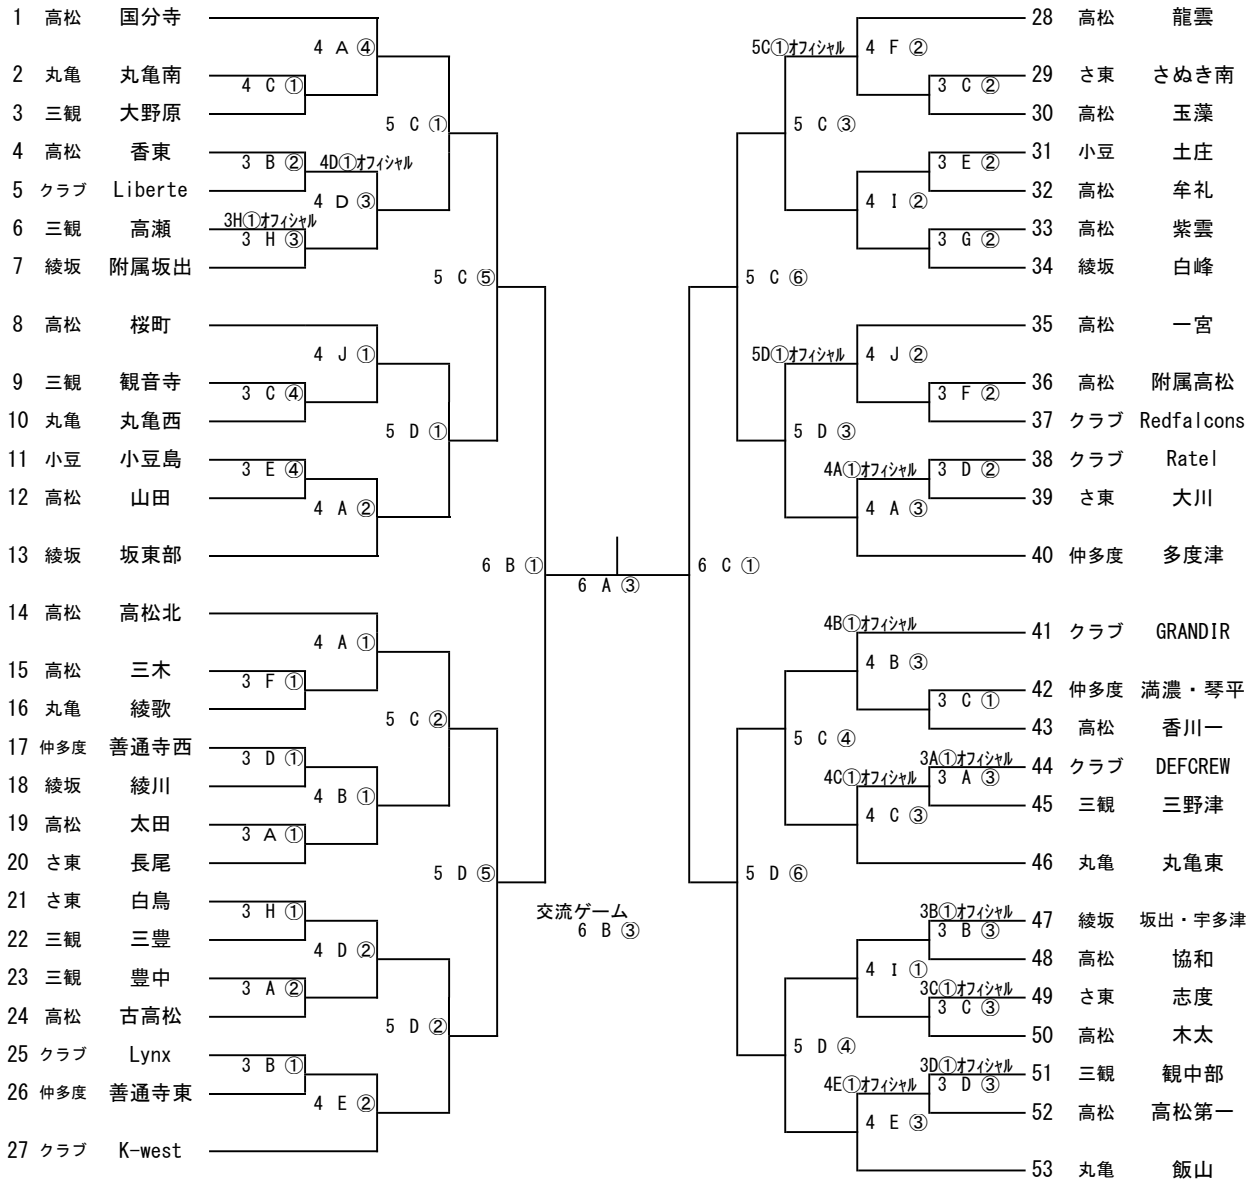 1 高松 国分寺
4 A ④
2 丸亀 丸亀南
4 C ①
3 三観 大野原
5 C ①
4 高松 香東
3 B ②
4D①オフィシャル
5 クラブ Liberte
4 D ③
6 三観 高瀬
3H①オフィシャル
3 H ③
7 綾坂 附属坂出
5 C ⑤
8 高松 桜町
4 J ①
9 三観 観音寺
3 C ④
10 丸亀 丸亀西
5 D ①
11 小豆 小豆島
3 E ④
12 高松 山田
4 A ②
13 綾坂 坂東部
6 B ①
14 高松 高松北
4 A ①
15 高松 三木
3 F ①
16 丸亀 綾歌
5 C ②
17 仲多度 善通寺西
3 D ①
18 綾坂 綾川
4 B ①
19 高松 太田
3 A ①
20 さ東 長尾
5 D ⑤
21 さ東 白鳥
3 H ①
22 三観 三豊
4 D ②
23 三観 豊中
3 A ②
24 高松 古高松
5 D ②
25 クラブ Lynx
3 B ①
26 仲多度 善通寺東
4 E ②
27 クラブ K-west
6 A ③
交流ゲーム
6 B ③
28 高松 龍雲
5C①オフィシャル
4 F ②
29 さ東 さぬき南
3 C ②
30 高松 玉藻
5 C ③
31 小豆 土庄
3 E ②
32 高松 牟礼
4 I ②
33 高松 紫雲
3 G ②
34 綾坂 白峰
5 C ⑥
35 高松 一宮
5D①オフィシャル
4 J ②
36 高松 附属高松
3 F ②
37 クラブ Redfalcons
5 D ③
38 クラブ Ratel
4A①オフィシャル
3 D ②
39 さ東 大川
4 A ③
40 仲多度 多度津
6 C ①
41 クラブ GRANDIR
4B①オフィシャル
4 B ③
42 仲多度 満濃・琴平
3 C ①
43 高松 香川一
5 C ④
44 クラブ DEFCREW
3A①オフィシャル
3 A ③
4C①オフィシャル
45 三観 三野津
4 C ③
46 丸亀 丸亀東
5 D ⑥
47 綾坂 坂出・宇多津
3B①オフィシャル
3 B ③
48 高松 協和
4 I ①
49 さ東 志度
3C①オフィシャル
3 C ③
50 高松 木太
5 D ④
51 三観 観中部
3D①オフィシャル
3 D ③
4E①オフィシャル
52 高松 高松第一
4 E ③
53 丸亀 飯山